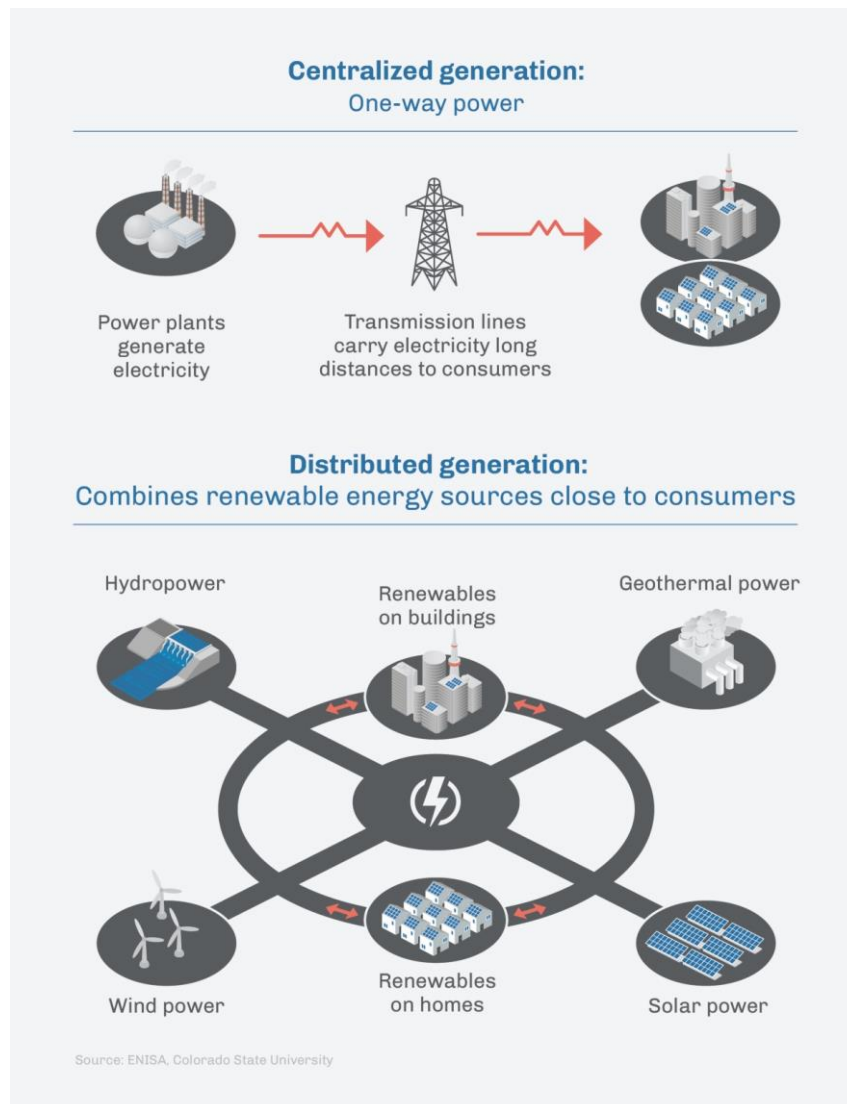 Centralized generation:
One-way power
Power plants
generate
electricity
Transmission lines
carry electricity long
distances to consumers
Distributed generation:
Combines renewable energy sources close to consumers
Hydropower
Renewables
on buildings
Geothermal power
Wind power
Renewables
on homes
Solar power
Source: ENISA, Colorado State University